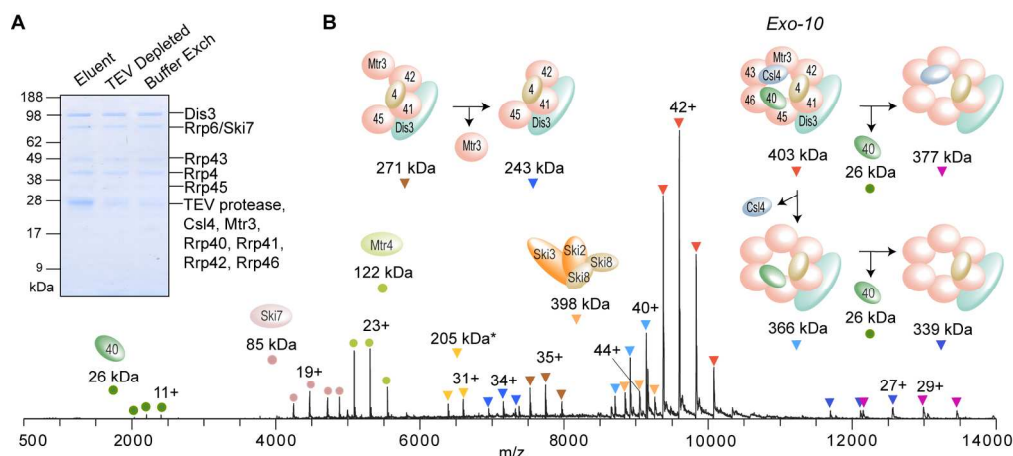 A
Eluent
TEV Depleted
Buffer Exch
188
98
62
49
38
28
17
9
kDa
Dis3
Rrp6/Ski7
Rrp43
Rrp4
Rrp45
TEV protease,
Csl4, Mtr3,
Rrp40, Rrp41,
Rrp42, Rrp46
B
Mtr3
42
4
41
45
Dis3
271 kDa
Mtr3
42
4
41
45
Dis3
243 kDa
Exo-10
Mtr3
43
42
Csl4
4
46
40
41
45
Dis3
403 kDa
40
26 kDa
377 kDa
Csl4
366 kDa
40
26 kDa
339 kDa
40
26 kDa
11+
Ski7
85 kDa
19+
Mtr4
122 kDa
23+
205 kDa*
31+
34+
35+
Ski3
Ski2
Ski8
Ski8
398 kDa
44+
40+
42+
27+
29+
500
2000
4000
6000
8000
10000
12000
14000
m/z